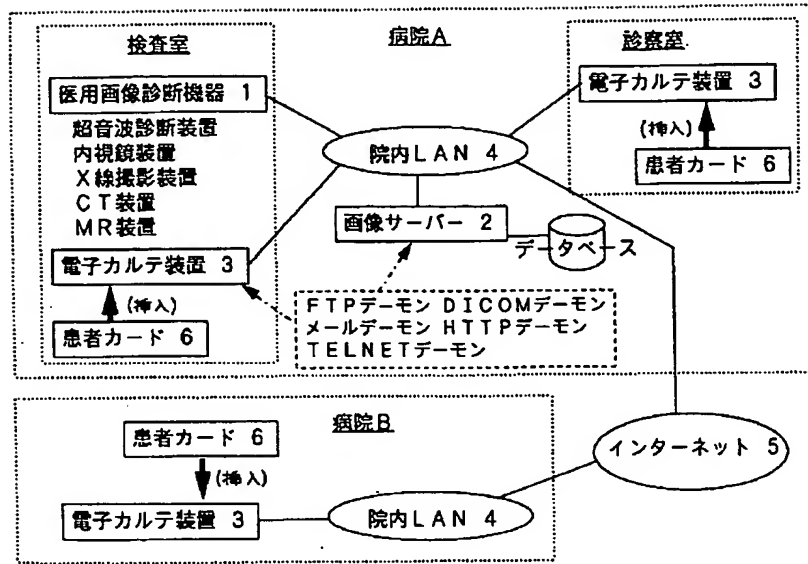 病院A
検査室
医用画像診断機器 1
超音波診断装置
内視鏡装置
X線撮影装置
CT装置
MR装置
電子カルテ装置 3
(挿入)
患者カード 6
院内LAN 4
画像サーバー 2
データベース
FTPデーモン DICOMデーモン
メールデーモン HTTPデーモン
TELNETデーモン
診察室
電子カルテ装置 3
(挿入)
患者カード 6
病院B
患者カード 6
(挿入)
電子カルテ装置 3
院内LAN 4
インターネット 5